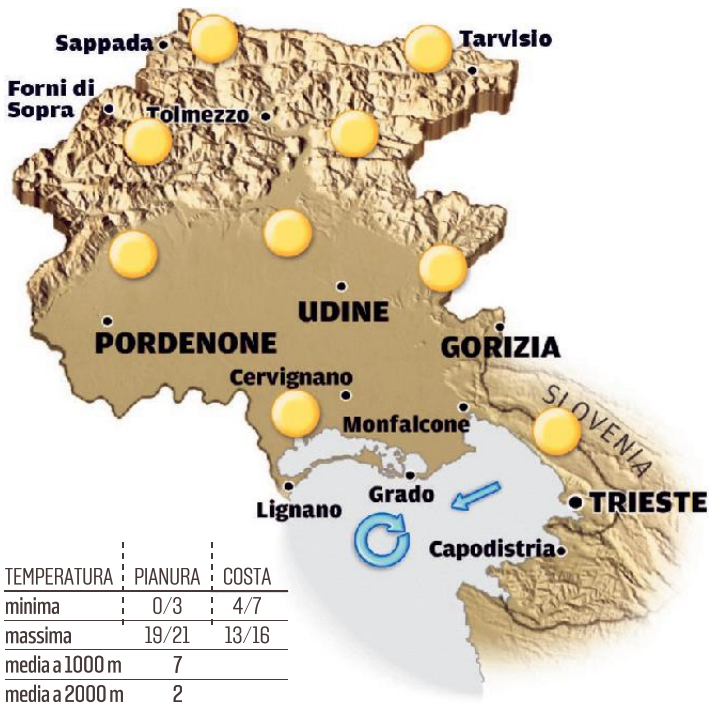 Sappada
Tarvisio
Forni di
Sopra
Tolmezzo
UDINE
PORDENONE
GORIZIA
Cervignano
SLOVENIA
Monfalcone
Grado
Lignano
TRIESTE
Capodistria
TEMPERATURA PIANURA COSTA
minima 0/3 4/7
massima 19/21 13/16
media a 1000 m 7
media a 2000 m 2